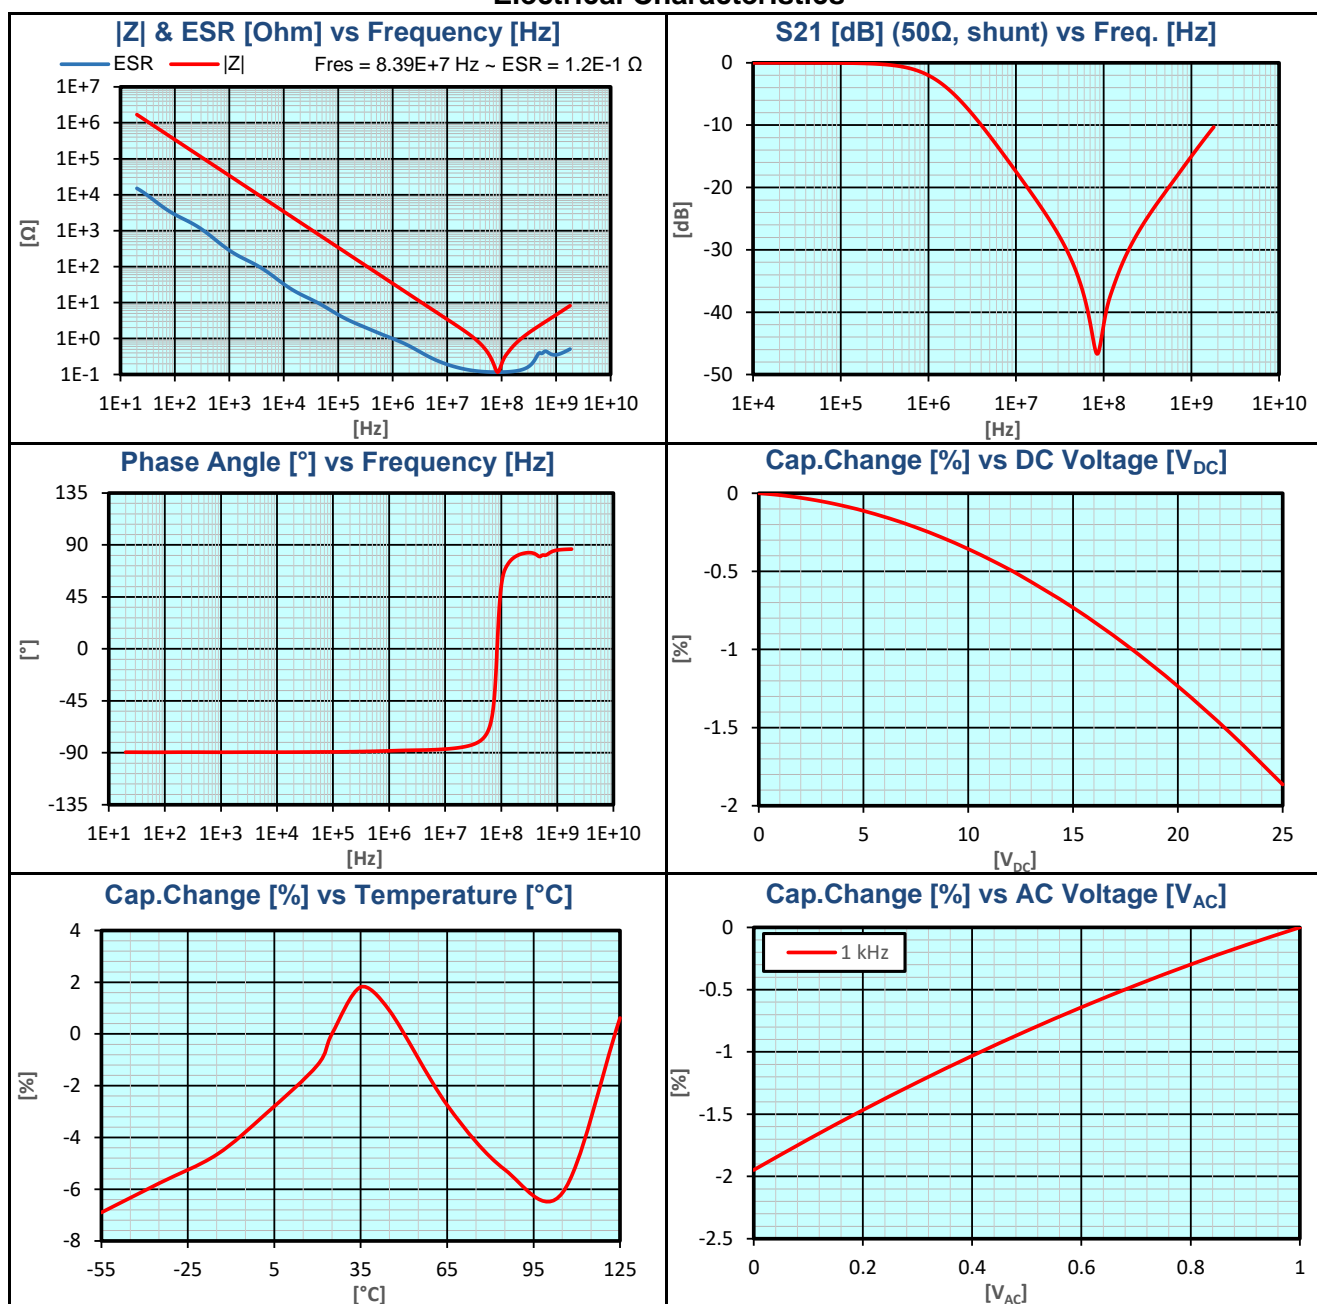 Electrical Characteristics
|Z| & ESR [Ohm] vs Frequency [Hz]
ESR |Z| Fres = 8.39E+7 Hz ~ ESR = 1.2E-1 Ω
1E+7
1E+6
1E+5
1E+4
1E+3
1E+2
1E+1
1E+0
1E-1
[Ω]
1E+1 1E+2 1E+3 1E+4 1E+5 1E+6 1E+7 1E+8 1E+9 1E+10
[Hz]
S21 [dB] (50Ω, shunt) vs Freq. [Hz]
0
-10
-20
-30
-40
-50
[dB]
1E+4 1E+5 1E+6 1E+7 1E+8 1E+9 1E+10
[Hz]
Phase Angle [°] vs Frequency [Hz]
135
90
45
0
-45
-90
-135
[°]
1E+1 1E+2 1E+3 1E+4 1E+5 1E+6 1E+7 1E+8 1E+9 1E+10
[Hz]
Cap.Change [%] vs DC Voltage [VDC]
0
-0.5
-1
-1.5
-2
[%]
0 5 10 15 20 25
[VDC]
Cap.Change [%] vs Temperature [°C]
4
2
0
-2
-4
-6
-8
[%]
-55 -25 5 35 65 95 125
[°C]
Cap.Change [%] vs AC Voltage [VAC]
1 kHz
0
-0.5
-1
-1.5
-2
-2.5
[%]
0 0.2 0.4 0.6 0.8 1
[VAC]